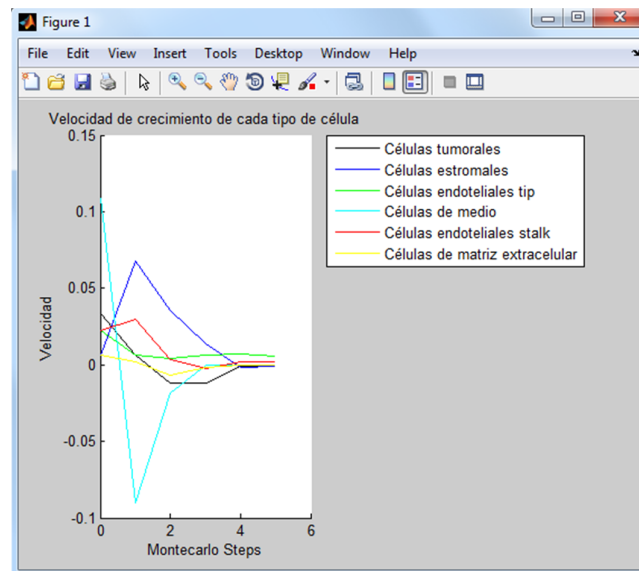 Figure 1
File Edit View Insert Tools Desktop Window Help
Velocidad de crecimiento de cada tipo de célula
0.15
0.1
0.05
0
-0.05
-0.1
Velocidad
0 2 4 6
Montecarlo Steps
Células tumorales
Células estromales
Células endoteliales tip
Células de medio
Células endoteliales stalk
Células de matriz extracelular